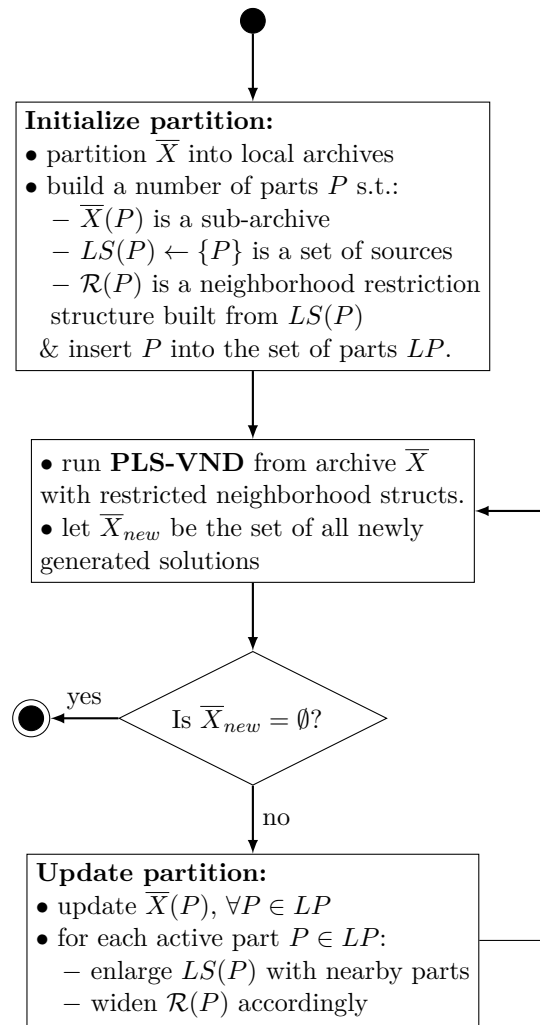 Initialize partition:
• partition X̅ into local archives
• build a number of parts P s.t.:
− X̅(P) is a sub-archive
− LS(P) ← {P} is a set of sources
− ℛ(P) is a neighborhood restriction
structure built from LS(P)
& insert P into the set of parts LP.
• run PLS-VND from archive X̅
with restricted neighborhood structs.
• let X̅new be the set of all newly
generated solutions
yes
Is X̅new = ∅?
no
Update partition:
• update X̅(P), ∀P ∈ LP
• for each active part P ∈ LP:
− enlarge LS(P) with nearby parts
− widen ℛ(P) accordingly